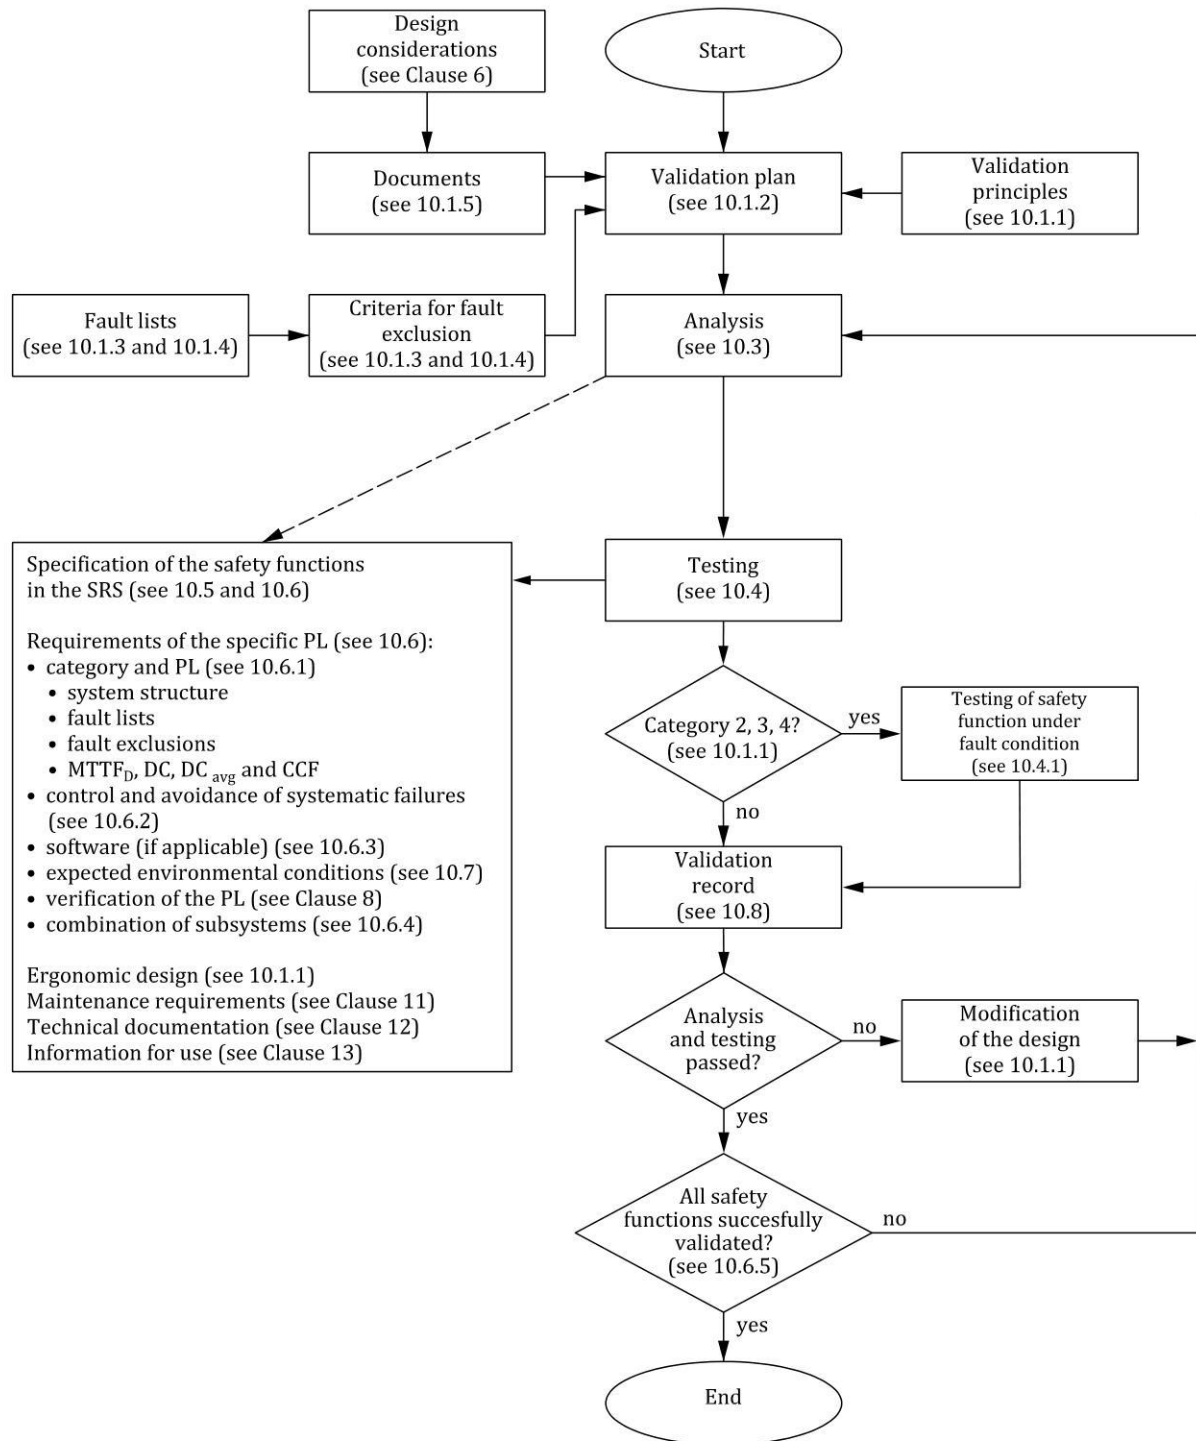 Design
considerations
(see Clause 6)
Start
Documents
(see 10.1.5)
Validation plan
(see 10.1.2)
Validation
principles
(see 10.1.1)
Fault lists
(see 10.1.3 and 10.1.4)
Criteria for fault
exclusion
(see 10.1.3 and 10.1.4)
Analysis
(see 10.3)
Specification of the safety functions
in the SRS (see 10.5 and 10.6)
Requirements of the specific PL (see 10.6):
• category and PL (see 10.6.1)
• system structure
• fault lists
• fault exclusions
• MTTFD, DC, DC avg and CCF
• control and avoidance of systematic failures
(see 10.6.2)
• software (if applicable) (see 10.6.3)
• expected environmental conditions (see 10.7)
• verification of the PL (see Clause 8)
• combination of subsystems (see 10.6.4)
Ergonomic design (see 10.1.1)
Maintenance requirements (see Clause 11)
Technical documentation (see Clause 12)
Information for use (see Clause 13)
Testing
(see 10.4)
Category 2, 3, 4?
(see 10.1.1)
yes
Testing of safety
function under
fault condition
(see 10.4.1)
no
Validation
record
(see 10.8)
Analysis
and testing
passed?
no
Modification
of the design
(see 10.1.1)
yes
All safety
functions succesfully
validated?
(see 10.6.5)
no
yes
End